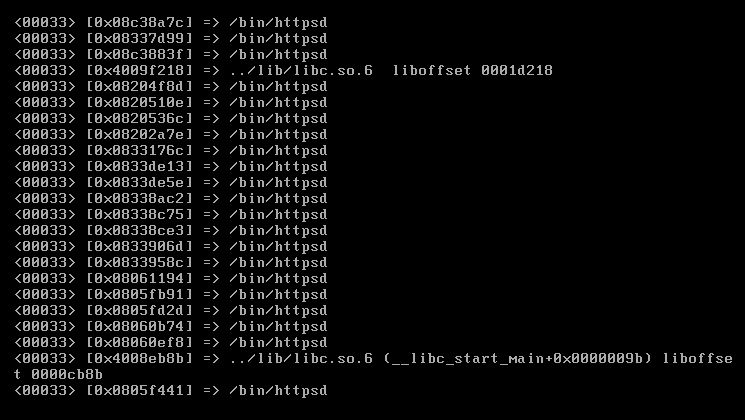 <00033> [0x08c38a7c] => /bin/httpsd
<00033> [0x08337d99] => /bin/httpsd
<00033> [0x08c3883f] => /bin/httpsd
<00033> [0x4009f218] => ../lib/libc.so.6  liboffset 0001d218
<00033> [0x08204f8d] => /bin/httpsd
<00033> [0x0820510e] => /bin/httpsd
<00033> [0x0820536c] => /bin/httpsd
<00033> [0x08202a7e] => /bin/httpsd
<00033> [0x0833176c] => /bin/httpsd
<00033> [0x0833de13] => /bin/httpsd
<00033> [0x0833de5e] => /bin/httpsd
<00033> [0x08338ac2] => /bin/httpsd
<00033> [0x08338c75] => /bin/httpsd
<00033> [0x08338ce3] => /bin/httpsd
<00033> [0x0833906d] => /bin/httpsd
<00033> [0x0833958c] => /bin/httpsd
<00033> [0x08061194] => /bin/httpsd
<00033> [0x0805fb91] => /bin/httpsd
<00033> [0x0805fd2d] => /bin/httpsd
<00033> [0x08060b74] => /bin/httpsd
<00033> [0x08060ef8] => /bin/httpsd
<00033> [0x4008eb8b] => ../lib/libc.so.6 (__libc_start_main+0x0000009b) liboffse
t 0000cb8b
<00033> [0x0805f441] => /bin/httpsd